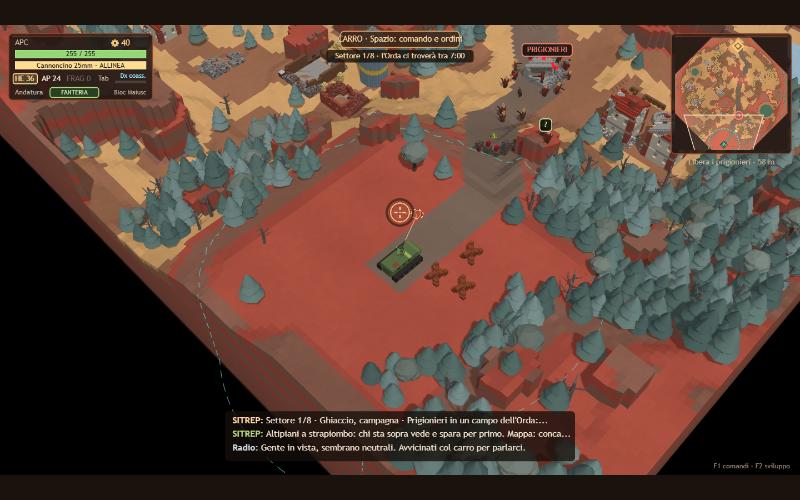 APC 40
255 / 255
Cannoncino 25mm - ALLINEA
HE 36 AP 24 FRAG 0 Tab Dx coass.
Andatura FANTERIA Bloc Maiusc
CARRO · Spazio: comando e ordini
Settore 1/8 - l'Orda ci troverà tra 7:00
PRIGIONIERI
Libera i prigionieri - 58 m
SITREP: Settore 1/8 - Ghiaccio, campagna - Prigionieri in un campo dell'Orda:...
SITREP: Altipiani a strapiombo: chi sta sopra vede e spara per primo. Mappa: conca...
Radio: Gente in vista, sembrano neutrali. Avvicinati col carro per parlarci.
F1 comandi · F2 sviluppo